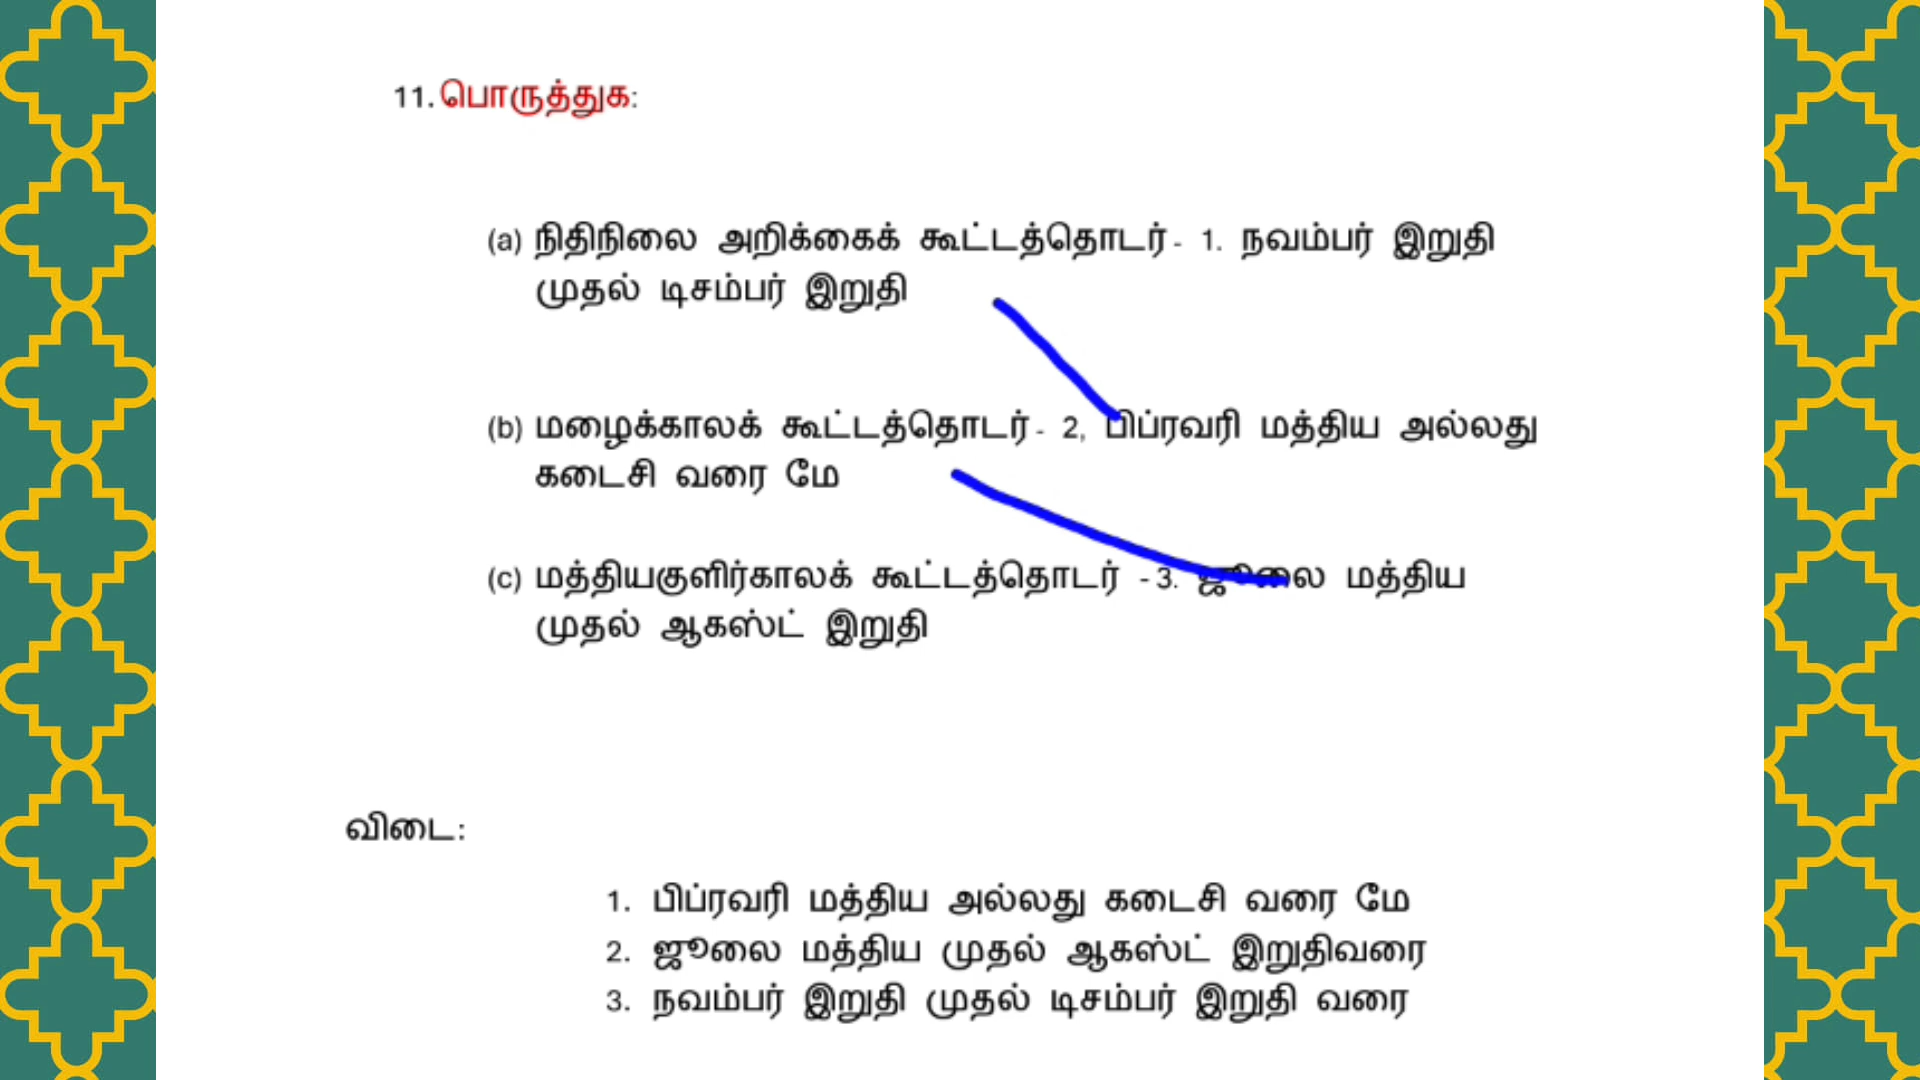 11.பொருத்துக:
(a) நிதிநிலை அறிக்கைக் கூட்டத்தொடர் - 1. நவம்பர் இறுதி
முதல் டிசம்பர் இறுதி
(b) மழைக்காலக் கூட்டத்தொடர் - 2, பிப்ரவரி மத்திய அல்லது
கடைசி வரை மே
(c) மத்தியகுளிர்காலக் கூட்டத்தொடர் - 3. ஜூலை மத்திய
முதல் ஆகஸ்ட் இறுதி
விடை:
1. பிப்ரவரி மத்திய அல்லது கடைசி வரை மே
2. ஜூலை மத்திய முதல் ஆகஸ்ட் இறுதிவரை
3. நவம்பர் இறுதி முதல் டிசம்பர் இறுதி வரை